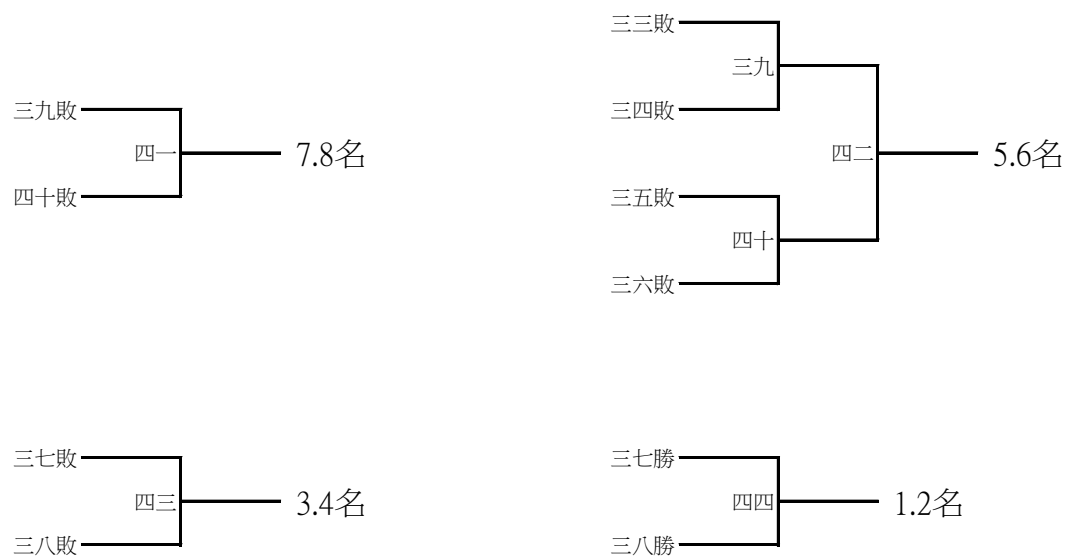 三九敗
四一
四十敗
7.8名
三三敗
三九
三四敗
四二
三五敗
四十
三六敗
5.6名
三七敗
四三
三八敗
3.4名
三七勝
四四
三八勝
1.2名